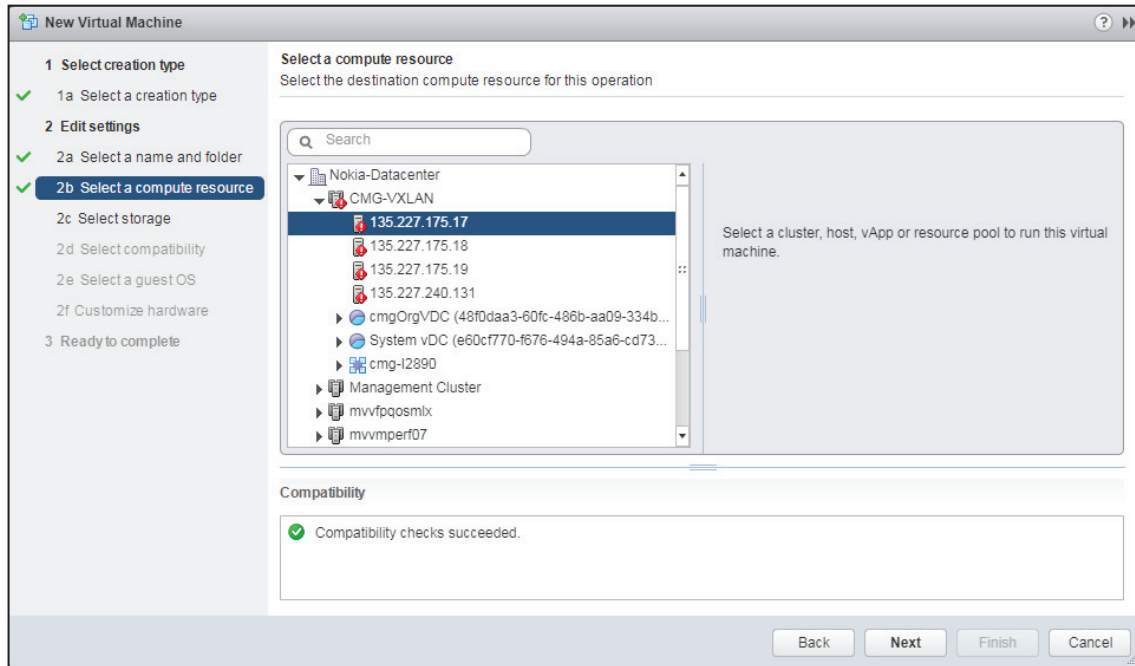 New Virtual Machine
1 Select creation type
1a Select a creation type
2 Edit settings
2a Select a name and folder
2b Select a compute resource
2c Select storage
2d Select compatibility
2e Select a guest OS
2f Customize hardware
3 Ready to complete
Select a compute resource
Select the destination compute resource for this operation
Search
Nokia-Datacenter
CMG-VXLAN
135.227.175.17
135.227.175.18
135.227.175.19
135.227.240.131
cmgOrgVDC (48f0daa3-60fc-486b-aa09-334b...
System vDC (e60cf770-f676-494a-85a6-cd73...
cmg-I2890
Management Cluster
mvvfpqosmlx
mvvmperf07
Select a cluster, host, vApp or resource pool to run this virtual
machine.
Compatibility
Compatibility checks succeeded.
Back Next Finish Cancel